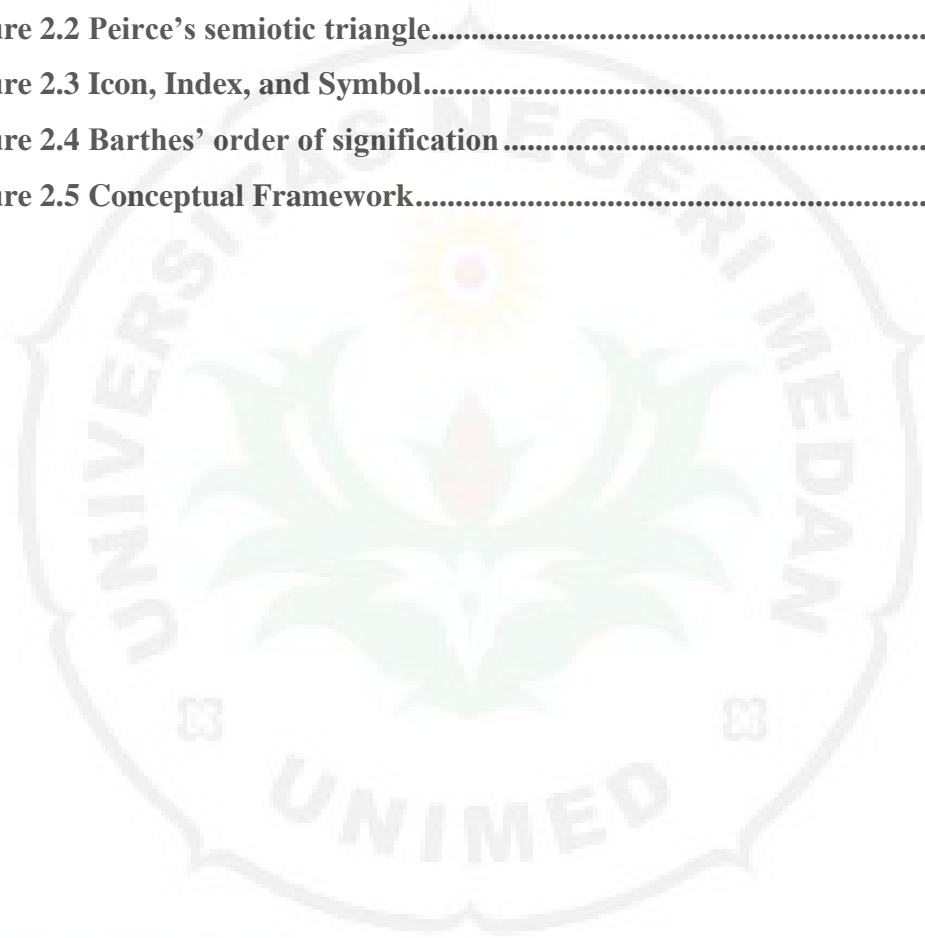 ure 2.2 Peirce’s semiotic triangle..................................................................................
ure 2.3 Icon, Index, and Symbol....................................................................................
ure 2.4 Barthes’ order of signification ......................................................................
ure 2.5 Conceptual Framework.....................................................................................
UNIVERSITAS NEGERI MEDAN
UNIMED